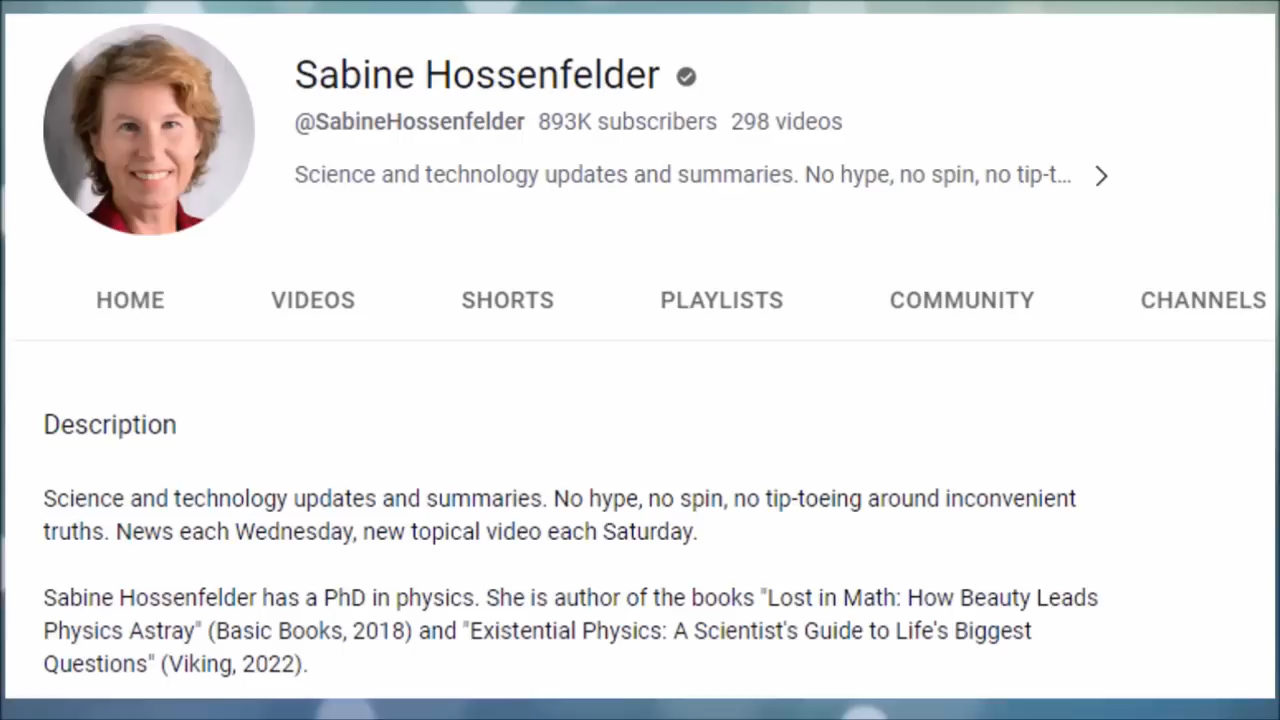 Sabine Hossenfelder
@SabineHossenfelder 893K subscribers 298 videos
Science and technology updates and summaries. No hype, no spin, no tip-t...
HOME VIDEOS SHORTS PLAYLISTS COMMUNITY CHANNELS
Description
Science and technology updates and summaries. No hype, no spin, no tip-toeing around inconvenient
truths. News each Wednesday, new topical video each Saturday.
Sabine Hossenfelder has a PhD in physics. She is author of the books "Lost in Math: How Beauty Leads
Physics Astray" (Basic Books, 2018) and "Existential Physics: A Scientist's Guide to Life's Biggest
Questions" (Viking, 2022).